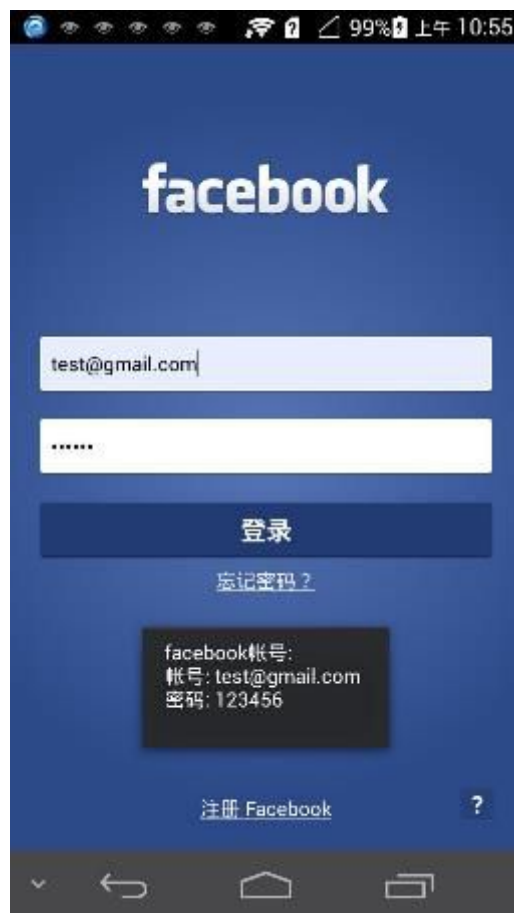 99% 上午 10:55
facebook
test@gmail.com
••••••
登录
忘记密码？
facebook帐号:
帐号: test@gmail.com
密码: 123456
注册 Facebook
?